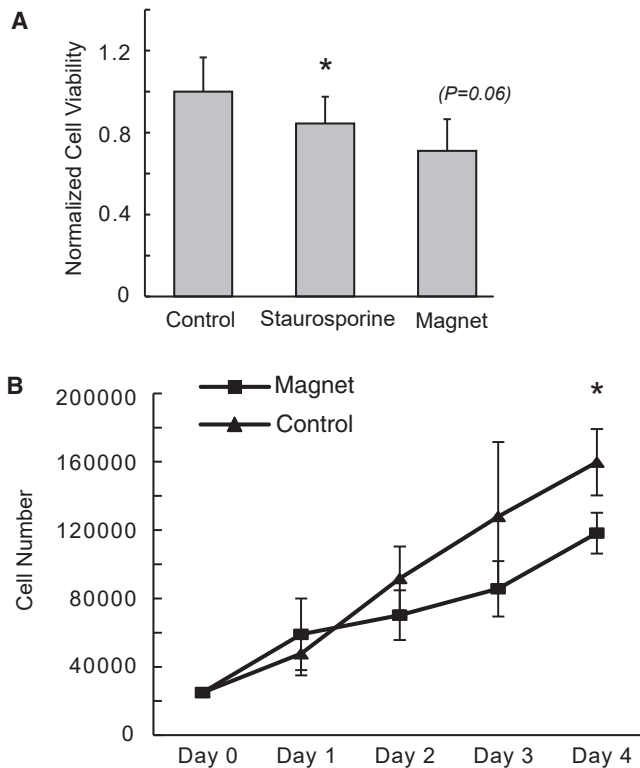 A
Normalized Cell Viability
1.2
0.8
0.4
0
*
(P=0.06)
Control Staurosporine Magnet
B
Cell Number
200000
160000
120000
80000
40000
0
Magnet
Control
*
Day 0 Day 1 Day 2 Day 3 Day 4